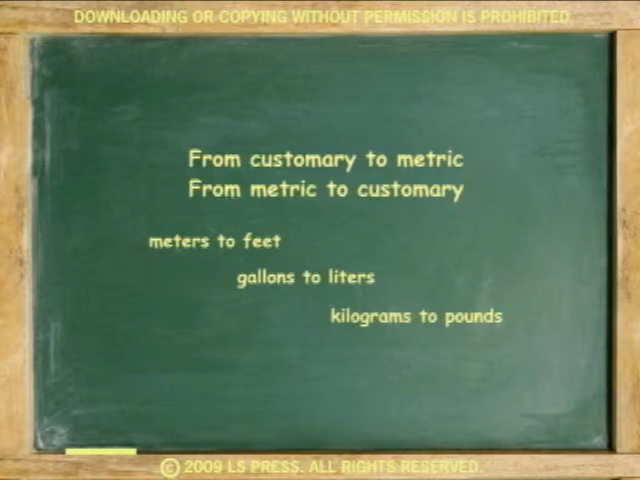 DOWNLOADING OR COPYING WITHOUT PERMISSION IS PROHIBITED.
From customary to metric
From metric to customary
meters to feet
gallons to liters
kilograms to pounds
© 2009 LS PRESS. ALL RIGHTS RESERVED.